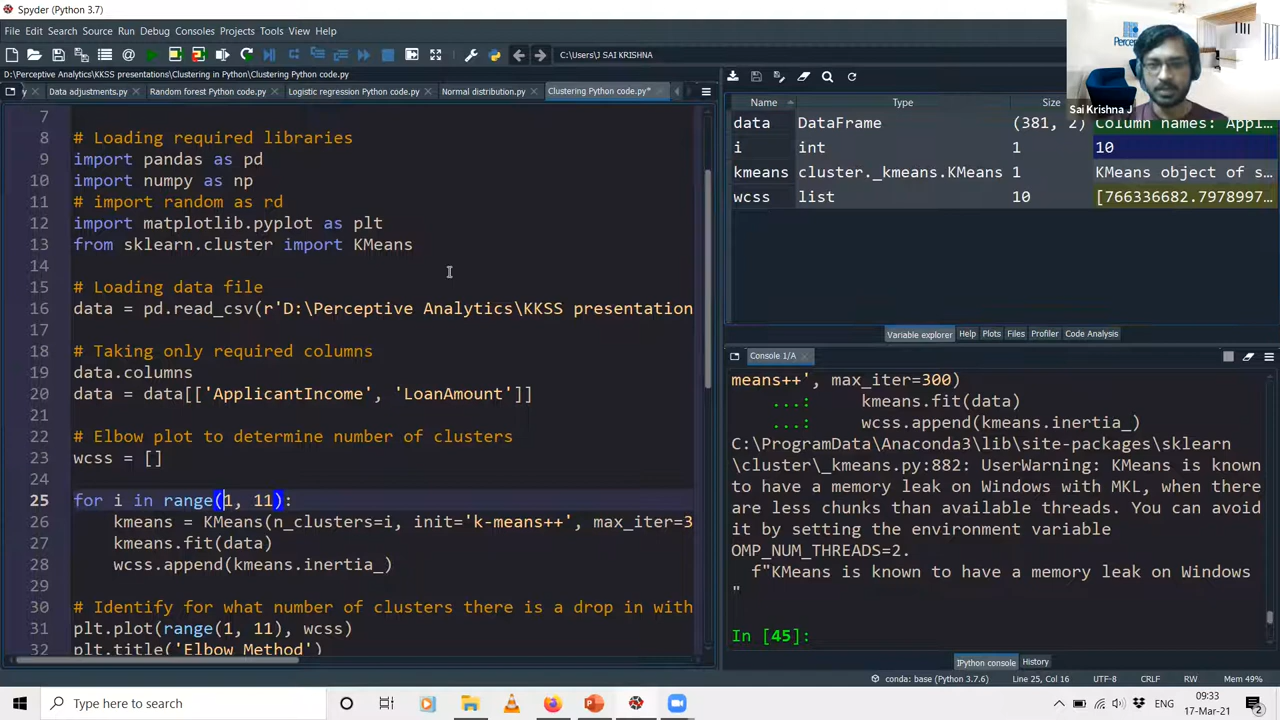 Spyder (Python 3.7)
File Edit Search Source Run Debug Consoles Projects Tools View Help
C:\Users\J SAI KRISHNA
D:\Perceptive Analytics\KKSS presentations\Clustering in Python\Clustering Python code.py
y Data adjustments.py Random forest Python code.py Logistic regression Python code.py Normal distribution.py Clustering Python code.py*
7
8 # Loading required libraries
9 import pandas as pd
10 import numpy as np
11 # import random as rd
12 import matplotlib.pyplot as plt
13 from sklearn.cluster import KMeans
14
15 # Loading data file
16 data = pd.read_csv(r'D:\Perceptive Analytics\KKSS presentation
17
18 # Taking only required columns
19 data.columns
20 data = data[['ApplicantIncome', 'LoanAmount']]
21
22 # Elbow plot to determine number of clusters
23 wcss = []
24
25 for i in range(1, 11):
26 kmeans = KMeans(n_clusters=i, init='k-means++', max_iter=3
27 kmeans.fit(data)
28 wcss.append(kmeans.inertia_)
29
30 # Identify for what number of clusters there is a drop in with
31 plt.plot(range(1, 11), wcss)
32 plt.title('Elbow Method')
Sai Krishna J
Name Type Size
data DataFrame (381, 2) Column names: Appl…
i int 1 10
kmeans cluster._kmeans.KMeans 1 KMeans object of s…
wcss list 10 [766336682.7978997…
Variable explorer Help Plots Files Profiler Code Analysis
Console 1/A
means++', max_iter=300)
...: kmeans.fit(data)
...: wcss.append(kmeans.inertia_)
C:\ProgramData\Anaconda3\lib\site-packages\sklearn
\cluster\_kmeans.py:882: UserWarning: KMeans is known
to have a memory leak on Windows with MKL, when there
are less chunks than available threads. You can avoid
it by setting the environment variable
OMP_NUM_THREADS=2.
f"KMeans is known to have a memory leak on Windows
"
In [45]:
IPython console History
conda: base (Python 3.7.6) Line 25, Col 16 UTF-8 CRLF RW Mem 49%
Type here to search
ENG
09:33
17-Mar-21
2